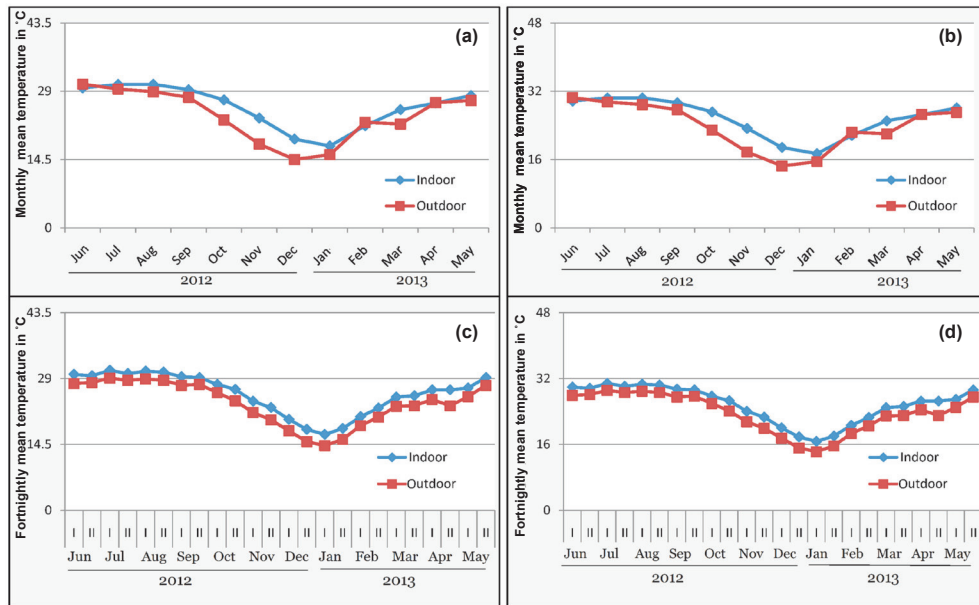 Monthly mean temperature in °C
43.5
29
14.5
0
(a)
Indoor
Outdoor
Jun Jul Aug Sep Oct Nov Dec Jan Feb Mar Apr May
2012 2013
Monthly mean temperature in °C
48
32
16
0
(b)
Indoor
Outdoor
Jun Jul Aug Sep Oct Nov Dec Jan Feb Mar Apr May
2012 2013
Fortnightly mean temperature in °C
43.5
29
14.5
0
(c)
Indoor
Outdoor
I II I II I II I II I II I II I II I II I II I II I II I II
Jun Jul Aug Sep Oct Nov Dec Jan Feb Mar Apr May
2012 2013
Fortnightly mean temperature in °C
48
32
16
0
(d)
Indoor
Outdoor
I II I II I II I II I II I II I II I II I II I II I II I II
Jun Jul Aug Sep Oct Nov Dec Jan Feb Mar Apr May
2012 2013